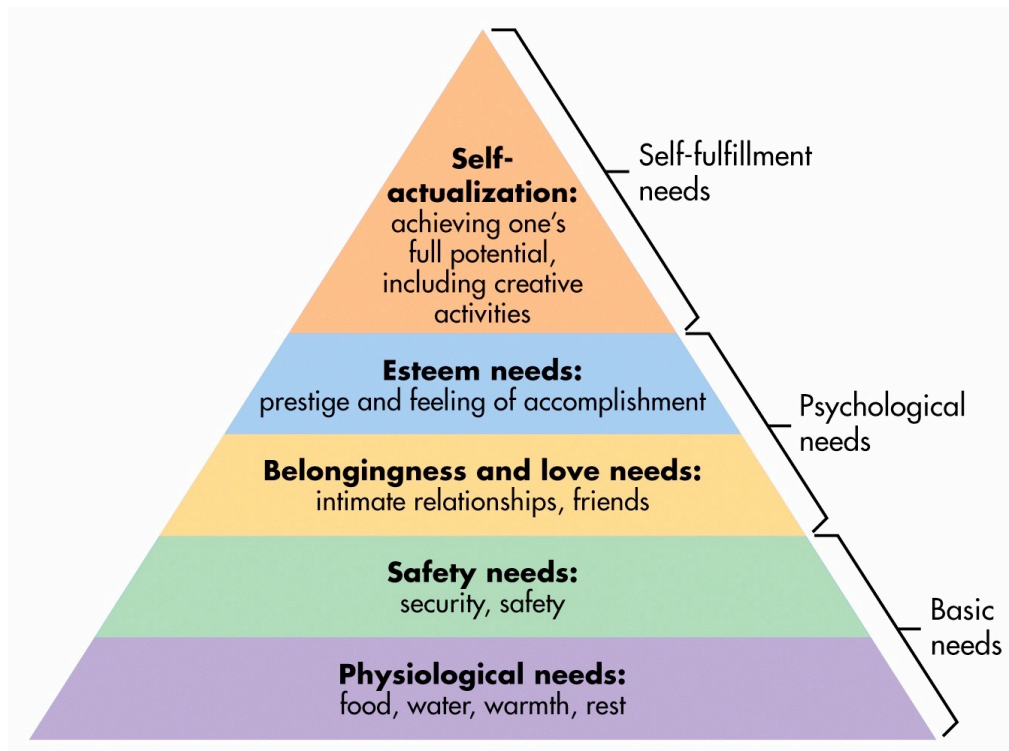 Self-
actualization:
achieving one's
full potential,
including creative
activities
Self-fulfillment
needs
Esteem needs:
prestige and feeling of accomplishment
Psychological
needs
Belongingness and love needs:
intimate relationships, friends
Safety needs:
security, safety
Basic
needs
Physiological needs:
food, water, warmth, rest